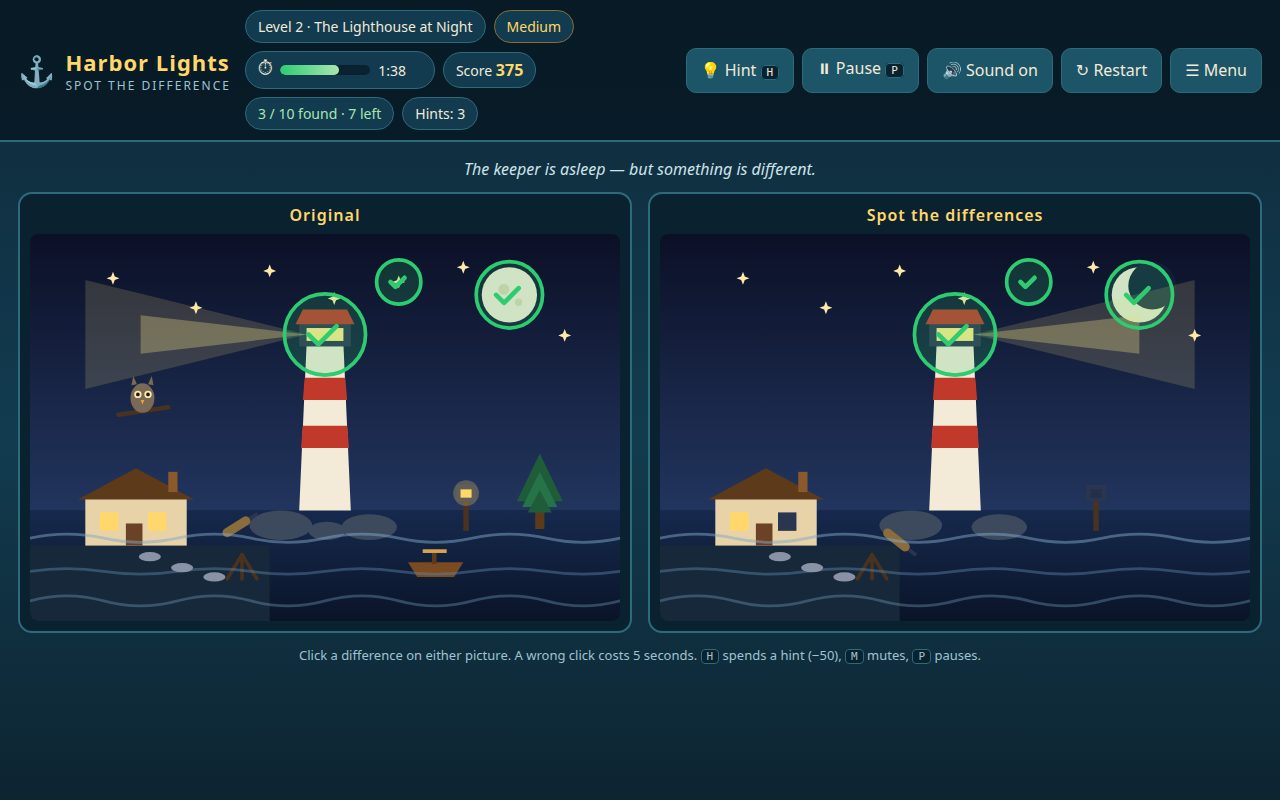 Harbor Lights
SPOT THE DIFFERENCE
Level 2 · The Lighthouse at Night
Medium
1:38
Score 375
3 / 10 found · 7 left
Hints: 3
Hint H
Pause P
Sound on
Restart
Menu
The keeper is asleep — but something is different.
Original
Spot the differences
Click a difference on either picture. A wrong click costs 5 seconds. H spends a hint (−50), M mutes, P pauses.